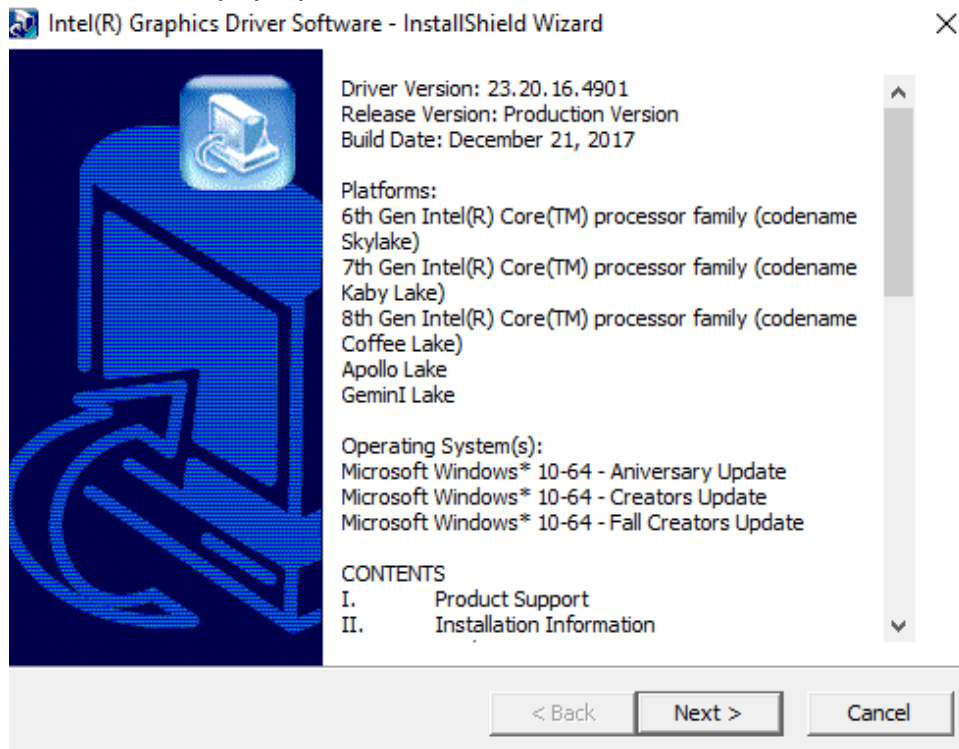 Intel(R) Graphics Driver Software - InstallShield Wizard
Driver Version: 23.20.16.4901
Release Version: Production Version
Build Date: December 21, 2017
Platforms:
6th Gen Intel(R) Core(TM) processor family (codename
Skylake)
7th Gen Intel(R) Core(TM) processor family (codename
Kaby Lake)
8th Gen Intel(R) Core(TM) processor family (codename
Coffee Lake)
Apollo Lake
GeminI Lake
Operating System(s):
Microsoft Windows* 10-64 - Aniversary Update
Microsoft Windows* 10-64 - Creators Update
Microsoft Windows* 10-64 - Fall Creators Update
CONTENTS
I. Product Support
II. Installation Information
< Back Next > Cancel